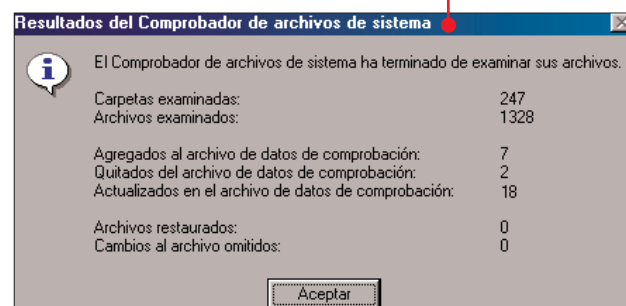 Resultados del Comprobador de archivos de sistema
El Comprobador de archivos de sistema ha terminado de examinar sus archivos.
Carpetas examinadas: 247
Archivos examinados: 1328
Agregados al archivo de datos de comprobación: 7
Quitados del archivo de datos de comprobación: 2
Actualizados en el archivo de datos de comprobación: 18
Archivos restaurados: 0
Cambios al archivo omitidos: 0
Aceptar